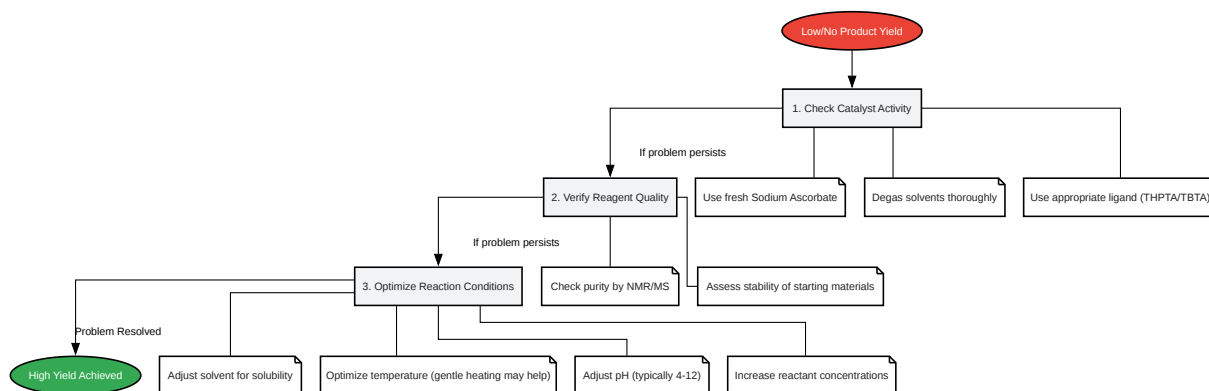 Low/No Product Yield
1. Check Catalyst Activity
If problem persists
2. Verify Reagent Quality
Use fresh Sodium Ascorbate
Degas solvents thoroughly
Use appropriate ligand (THPTA/TBTA)
If problem persists
3. Optimize Reaction Conditions
Check purity by NMR/MS
Assess stability of starting materials
Problem Resolved
High Yield Achieved
Adjust solvent for solubility
Optimize temperature (gentle heating may help)
Adjust pH (typically 4-12)
Increase reactant concentrations